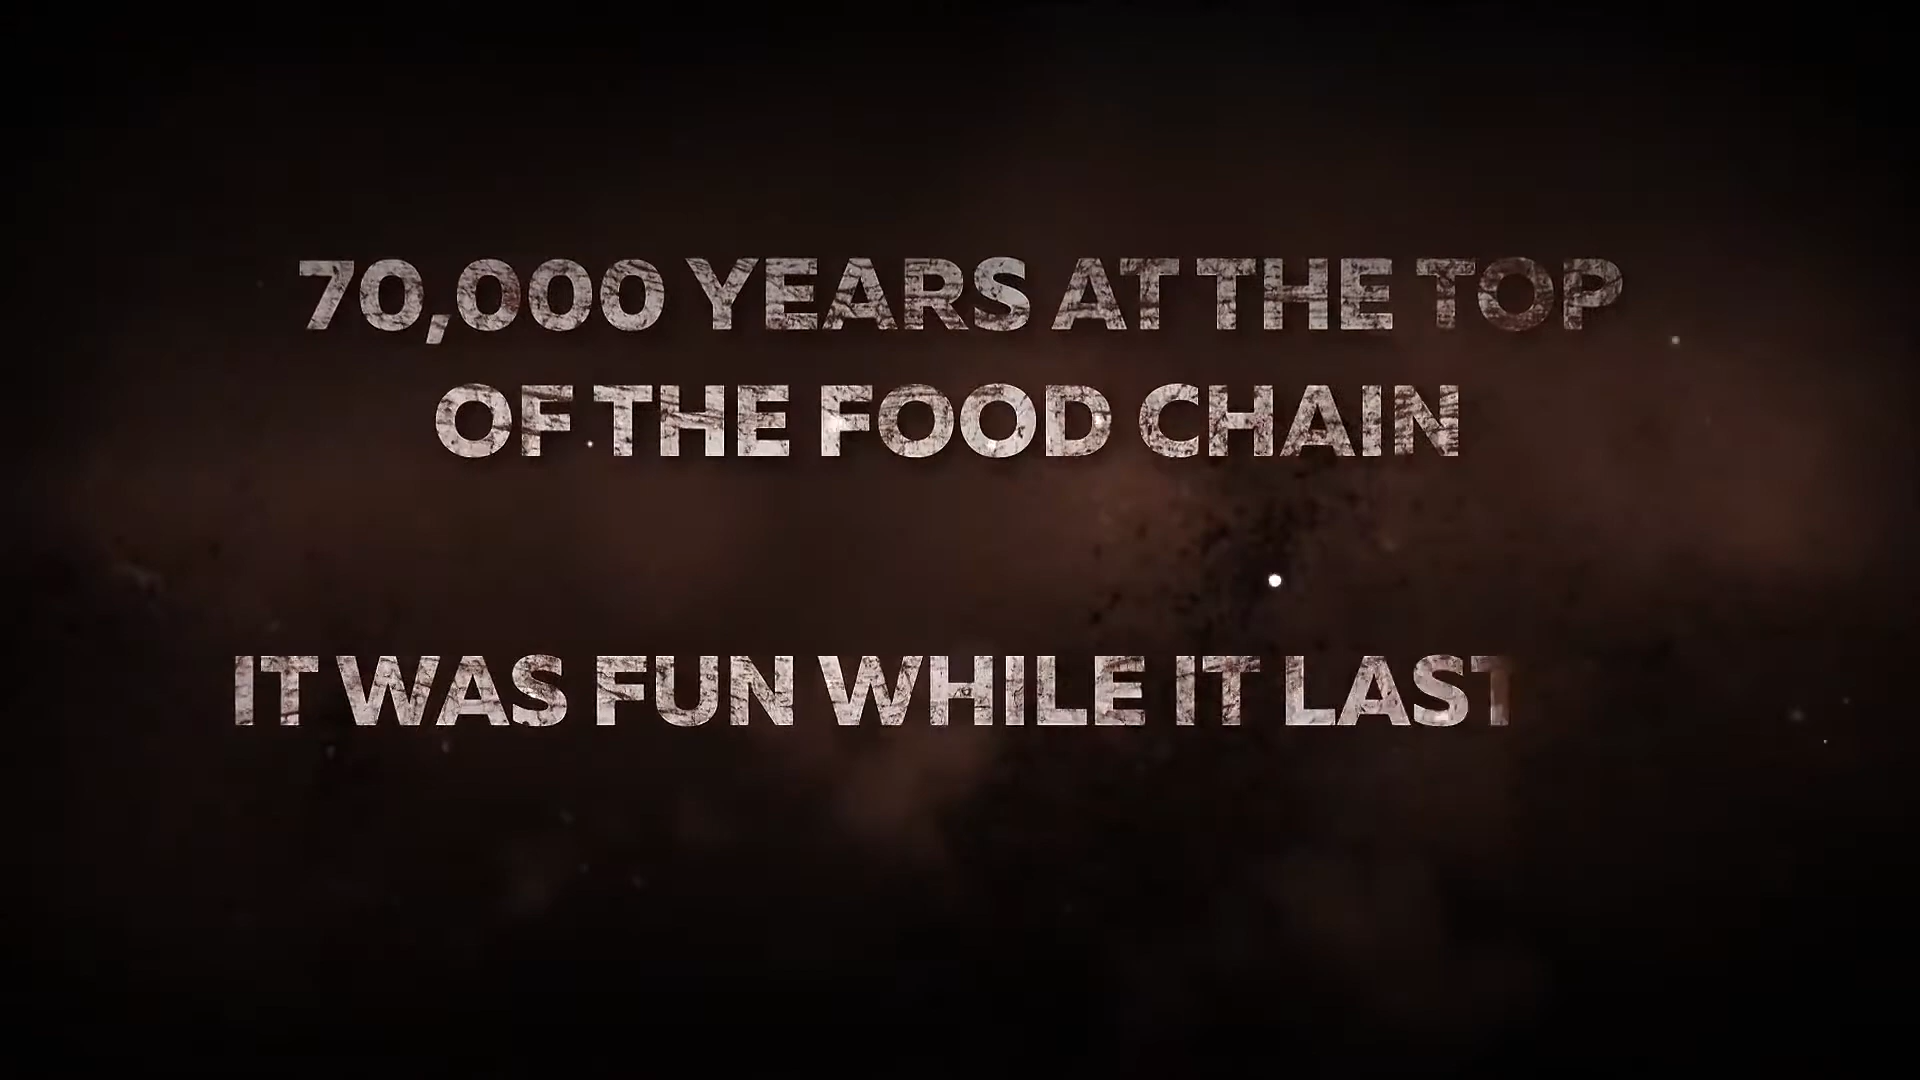 70,000 YEARS AT THE TOP
OF THE FOOD CHAIN
IT WAS FUN WHILE IT LAST